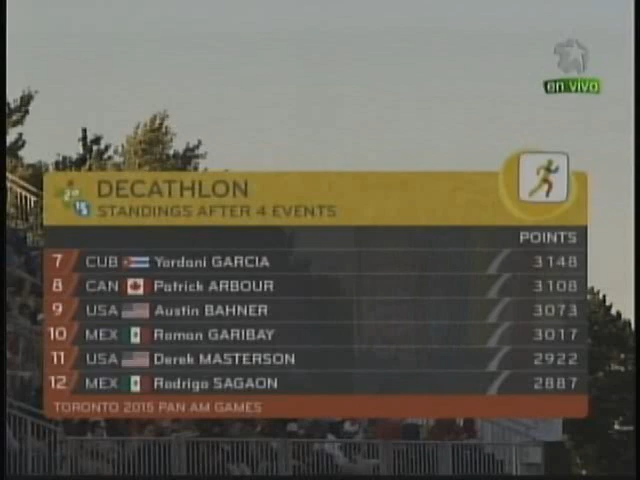 en vivo
DECATHLON
STANDINGS AFTER 4 EVENTS
POINTS
7 CUB Yordani GARCIA 3148
8 CAN Patrick ARBOUR 3108
9 USA Austin BAHNER 3073
10 MEX Roman GARIBAY 3017
11 USA Derek MASTERSON 2922
12 MEX Rodrigo SAGAON 2887
TORONTO 2015 PAN AM GAMES